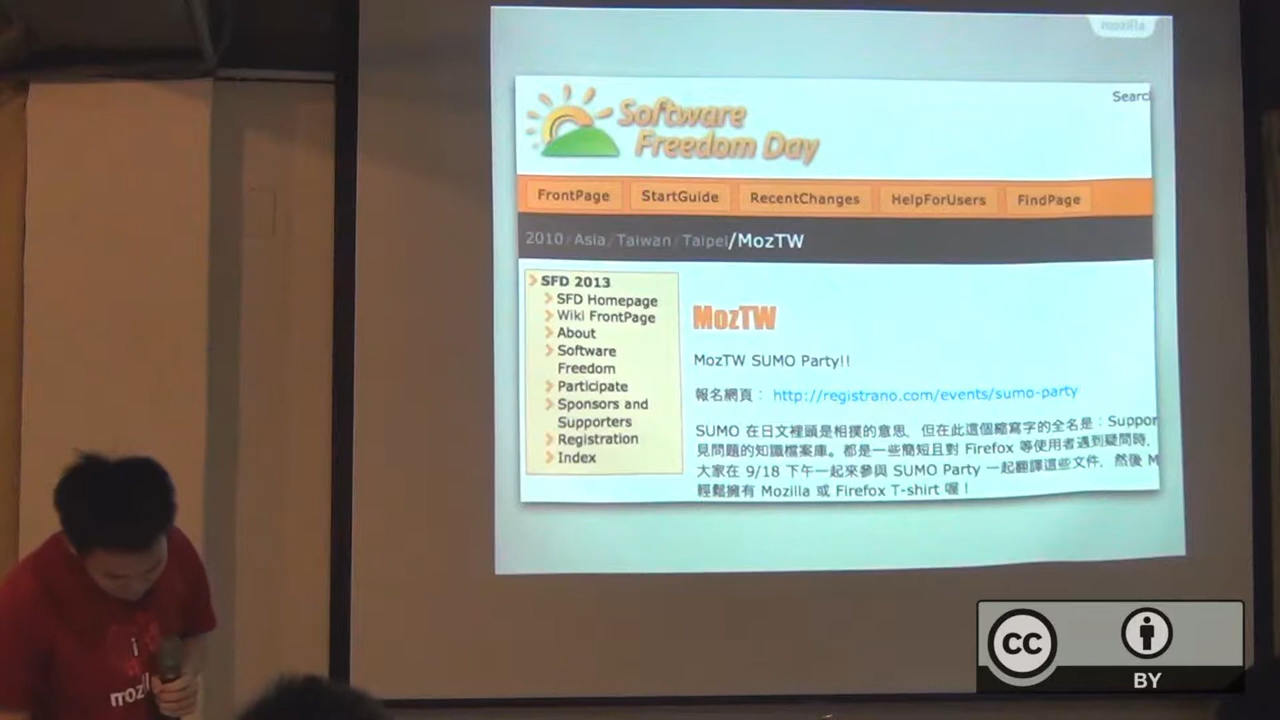 mozilla
Search
Software
Freedom Day
FrontPage
StartGuide
RecentChanges
HelpForUsers
FindPage
2010/Asia/Taiwan/Taipei/MozTW
SFD 2013
SFD Homepage
Wiki FrontPage
About
Software
Freedom
Participate
Sponsors and
Supporters
Registration
Index
MozTW
MozTW SUMO Party!!
報名網頁： http://registrano.com/events/sumo-party
SUMO 在日文裡頭是相撲的意思，但在此這個縮寫字的全名是：Suppor
見問題的知識檔案庫。都是一些簡短且對 Firefox 等使用者遇到疑問時，
大家在 9/18 下午一起來參與 SUMO Party 一起翻譯這些文件，然後 M
輕鬆擁有 Mozilla 或 Firefox T-shirt 喔！
i
mozil
CC
BY